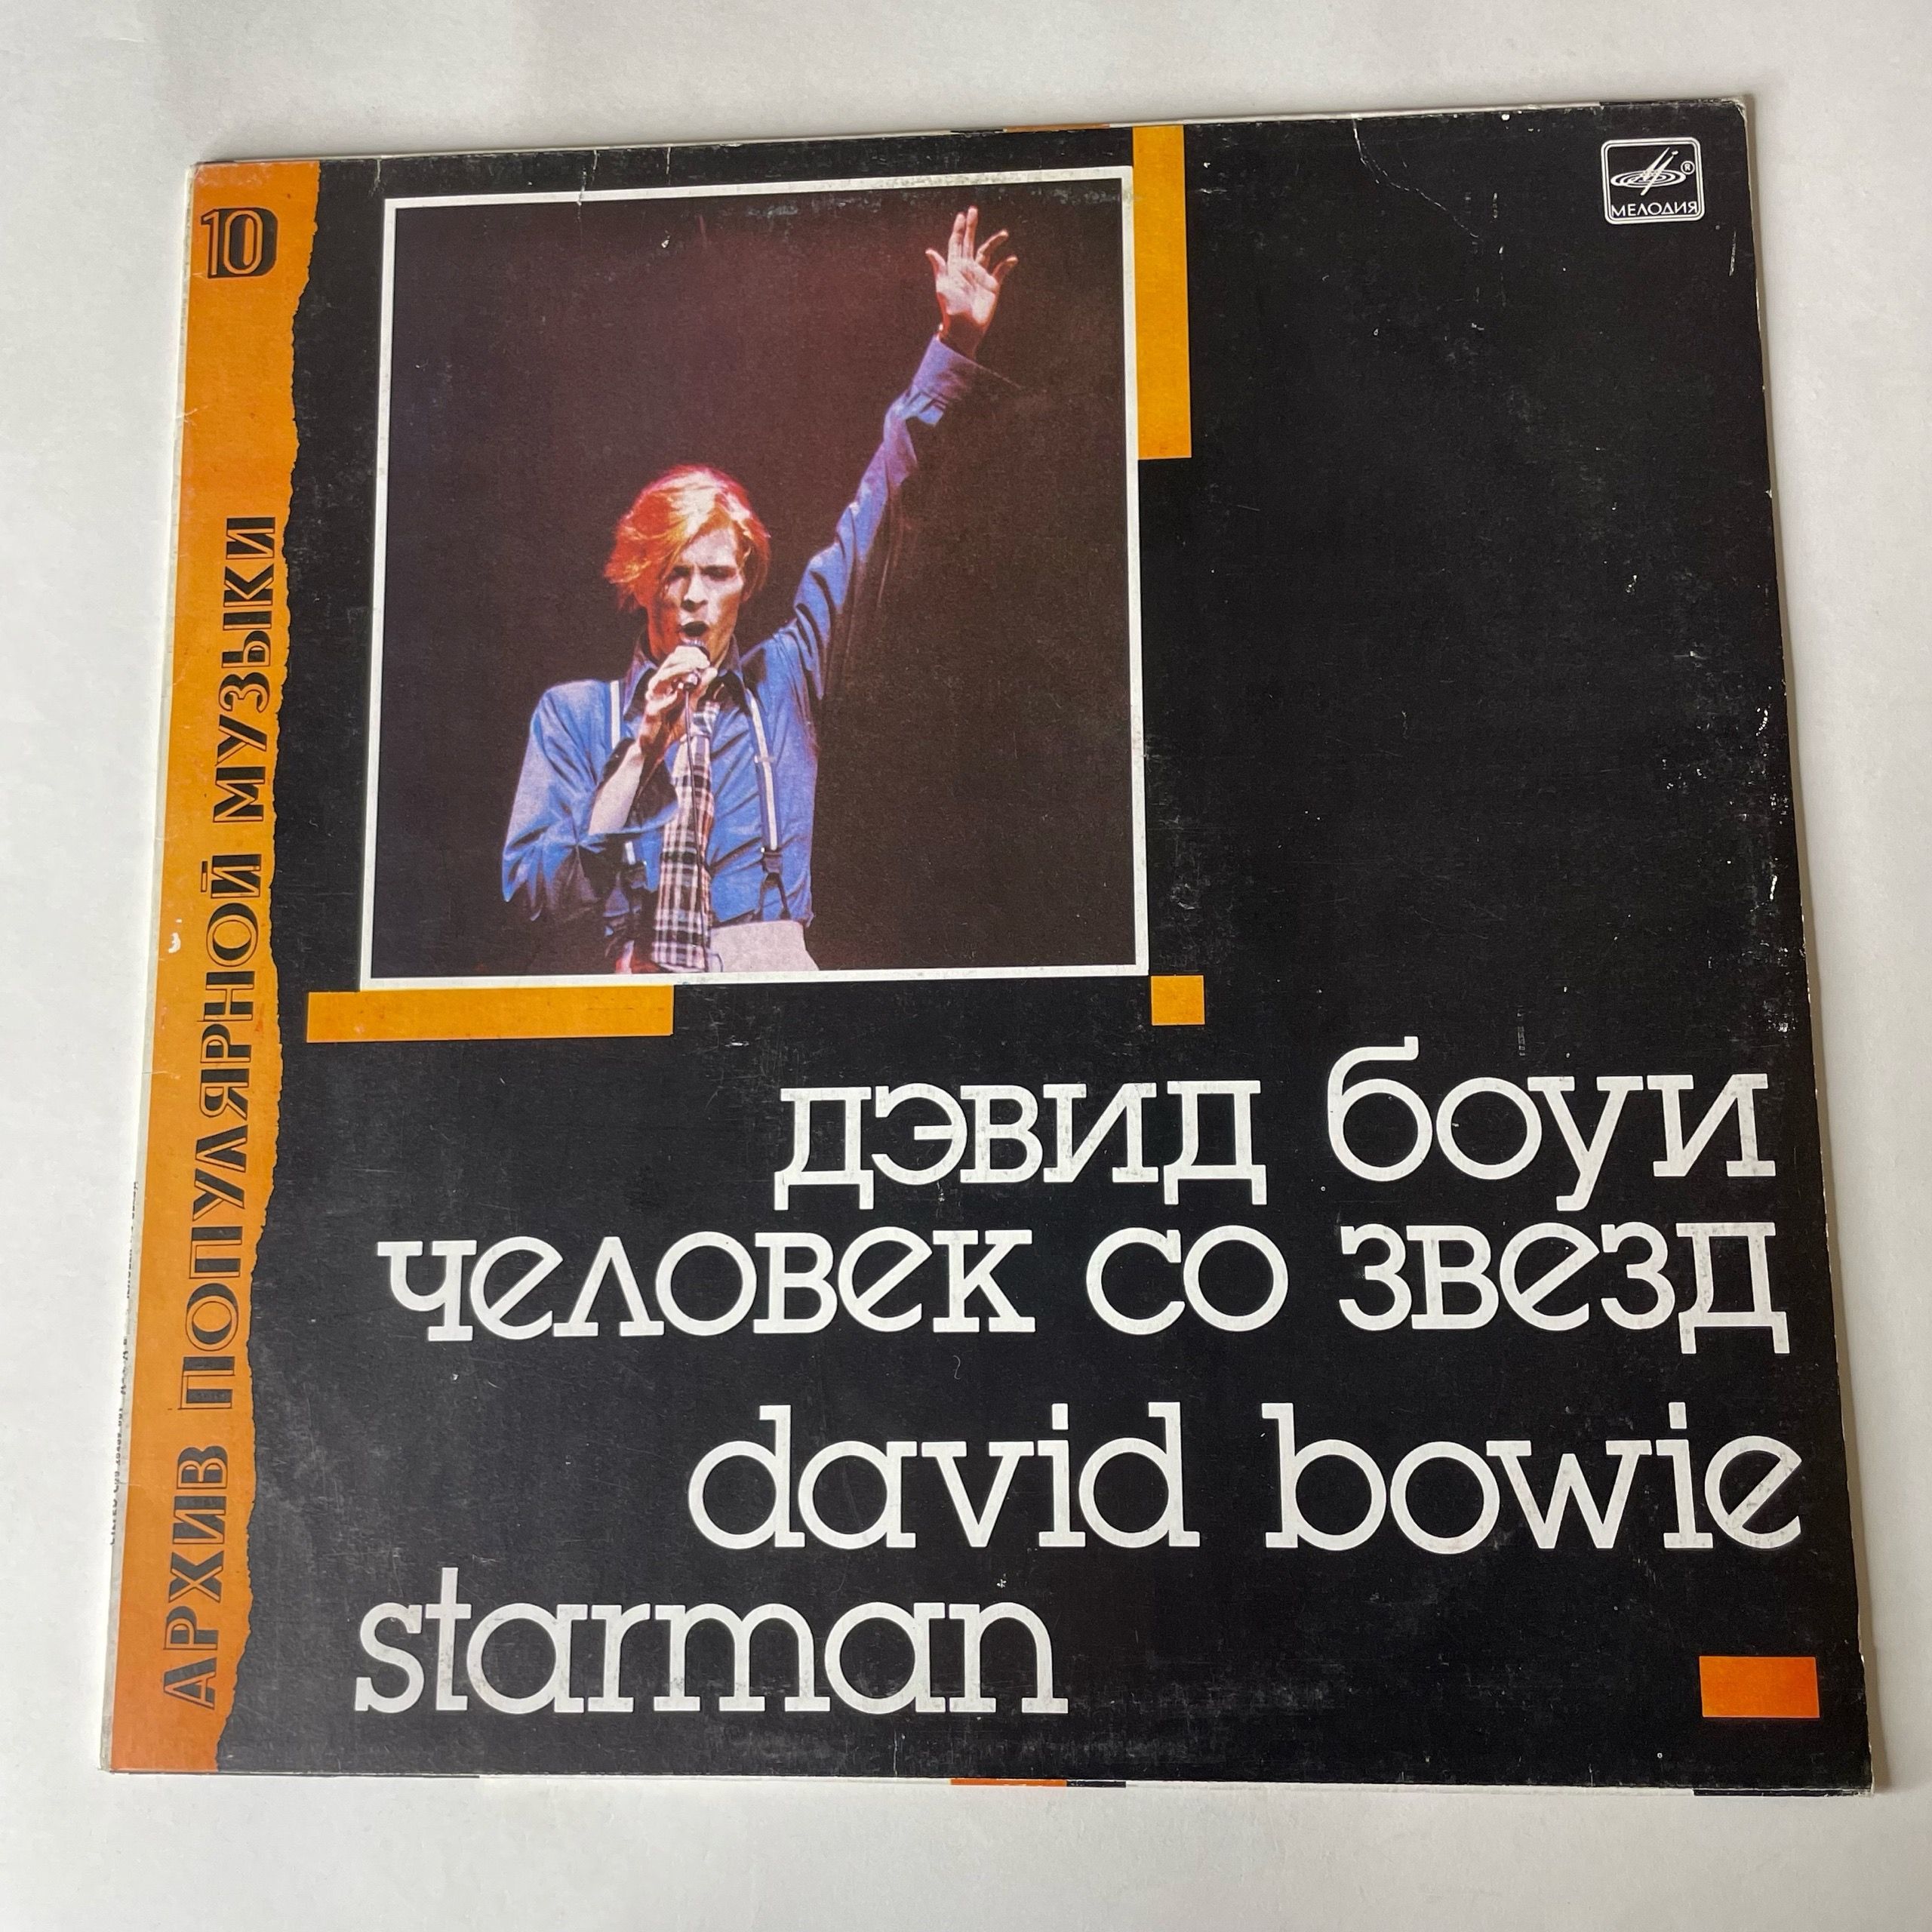 10
АРХИВ ПОПУЛЯРНОЙ МУЗЫКИ
®
МЕЛОДИЯ
дэвид боуи
человек со звезд
david bowie
starman